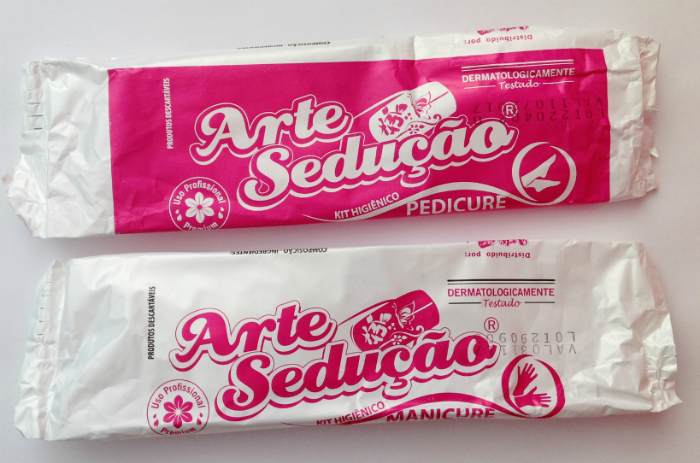 Distribuído por:
PRODUTOS DESCARTÁVEIS
DERMATOLOGICAMENTE
Testado
Arte
Sedução
®
Uso Profissional
Premium
KIT HIGIÊNICO
PEDICURE
COMPOSIÇÃO, INGREDIENTES
Distribuído por:
PRODUTOS DESCARTÁVEIS
DERMATOLOGICAMENTE
Testado
Arte
Sedução
®
Uso Profissional
Premium
KIT HIGIÊNICO
MANICURE